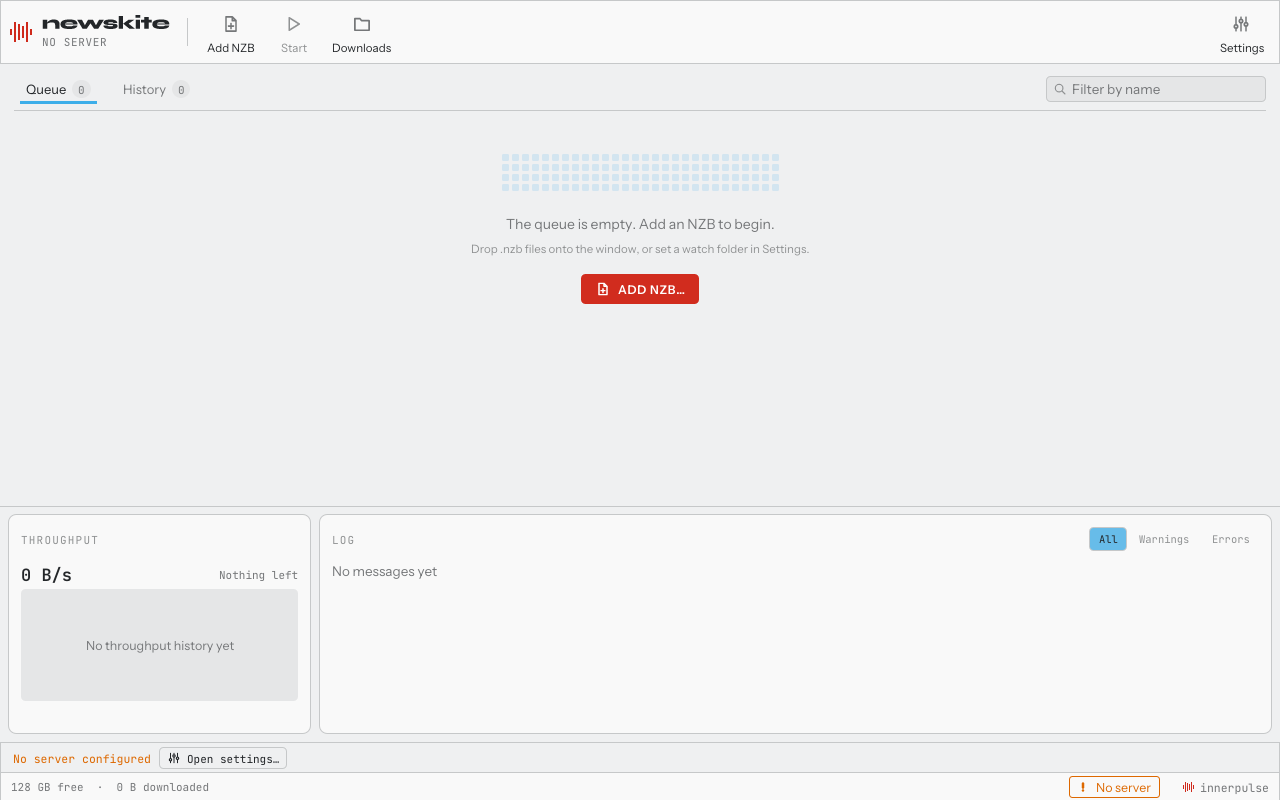 newskite
NO SERVER
Add NZB
Start
Downloads
Settings
Queue 0
History 0
Filter by name
The queue is empty. Add an NZB to begin.
Drop .nzb files onto the window, or set a watch folder in Settings.
ADD NZB…
THROUGHPUT
0 B/s
Nothing left
No throughput history yet
LOG
All
Warnings
Errors
No messages yet
No server configured
Open settings…
128 GB free · 0 B downloaded
No server
innerpulse